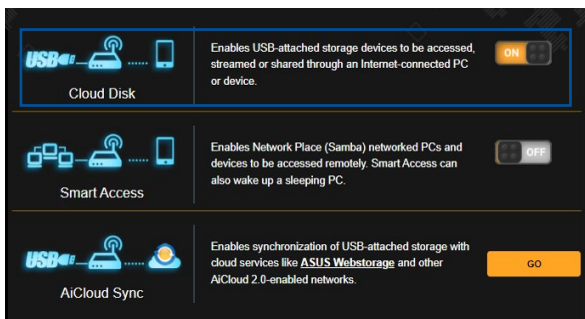 Enables USB-attached storage devices to be accessed,
USB
streamed or shared through an Internet-connected PC
ON
or device.
Cloud Disk
Enables Network Place (Samba) networked PCs and
devices to be accessed remotely. Smart Access can
OFF
also wake up a sleeping PC.
Smart Access
Enables synchronization of USB-attached storage with
USB
cloud services like ASUS Webstorage and other
GO
AiCloud 2.0-enabled networks.
AiCloud Sync